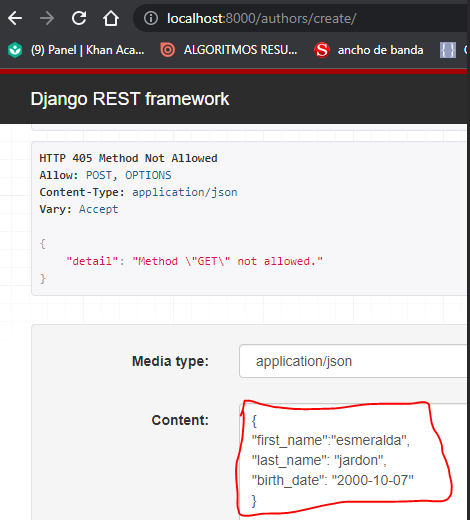 localhost:8000/authors/create/
(9) Panel | Khan Aca...
ALGORITMOS RESU...
S
ancho de banda
Django REST framework
HTTP 405 Method Not Allowed
Allow: POST, OPTIONS
Content-Type: application/json
Vary: Accept
{
"detail": "Method \"GET\" not allowed."
}
Media type:
application/json
Content:
{
"first_name":"esmeralda",
"last_name": "jardon",
"birth_date": "2000-10-07"
}